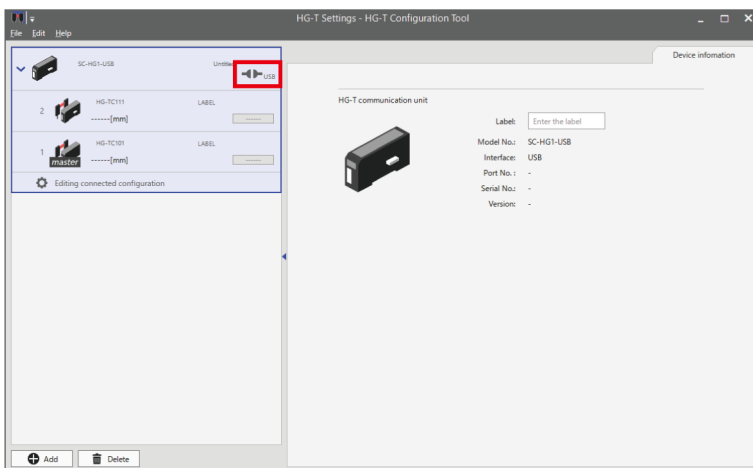 HG-T Settings - HG-T Configuration Tool
File Edit Help
Device infomation
SC-HG1-USB
USB
HG-T communication unit
2
HG-TC111
LABEL
------[mm]
1
master
HG-TC101
LABEL
------[mm]
Editing connected configuration
Label: Enter the label
Model No.: SC-HG1-USB
Interface: USB
Port No. : -
Serial No.: -
Version: -
Add
Delete